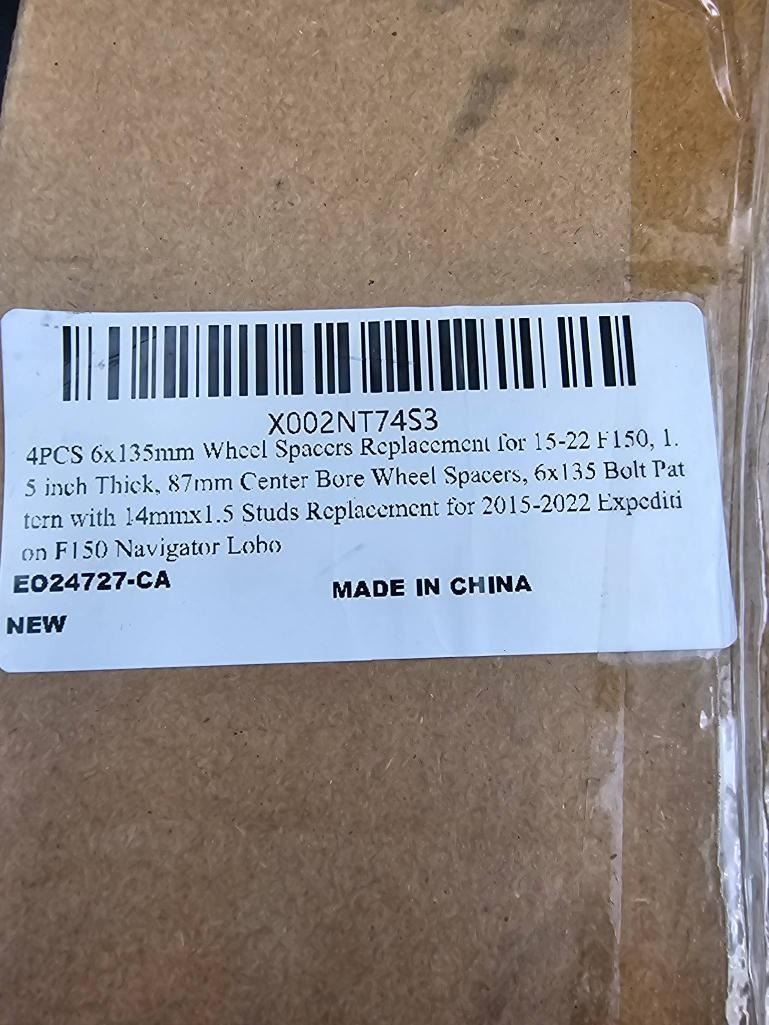 X002NT74S3
4PCS 6x135mm Wheel Spacers Replacement for 15-22 F150, 1.
5 inch Thick, 87mm Center Bore Wheel Spacers, 6x135 Bolt Pat
tern with 14mmx1.5 Studs Replacement for 2015-2022 Expediti
on F150 Navigator Lobo
EO24727-CA MADE IN CHINA
NEW